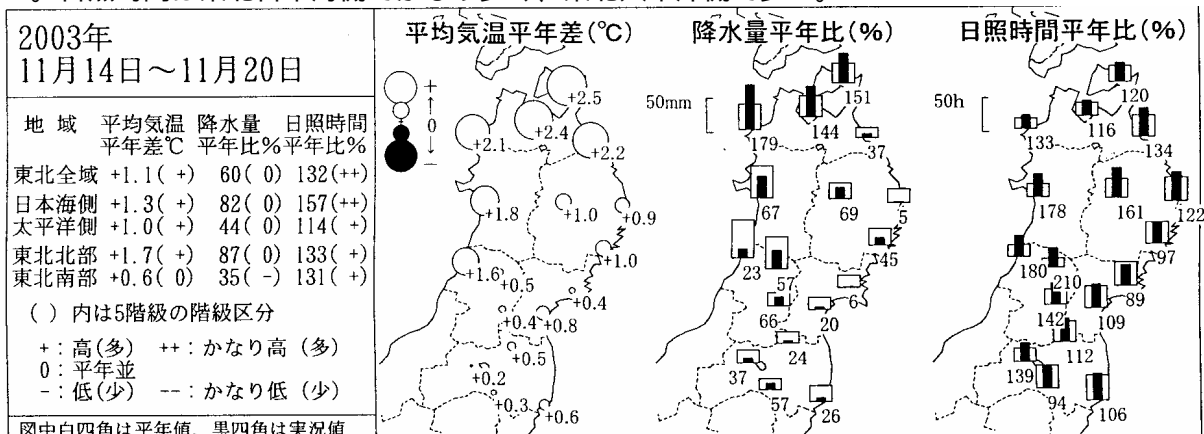 2003年
11月14日～11月20日
地 域 平均気温 降水量 日照時間
平年差℃ 平年比% 平年比%
東北全域 +1.1( +) 60( 0) 132(++)
日本海側 +1.3( +) 82( 0) 157(++)
太平洋側 +1.0( +) 44( 0) 114( +)
東北北部 +1.7( +) 87( 0) 133( +)
東北南部 +0.6( 0) 35( -) 131( +)
( ) 内は5階級の階級区分
+：高(多) ++：かなり高 (多)
0：平年並
-：低(少) --：かなり低 (少)
図中白四角は平年値、黒四角は実況値
平均気温平年差(℃)
+
↑
0
↓
-
+2.5
+2.4
+2.1
+2.2
+1.8
+1.0
+0.9
+1.0
+1.6
+0.5
+0.4
+0.4
+0.8
+0.5
+0.2
+0.3
+0.6
降水量平年比(%)
50mm
151
144
179
37
67
69
5
45
23
57
6
66
20
24
37
57
26
日照時間平年比(%)
50h
120
116
133
134
178
161
122
97
180
210
89
142
109
112
139
94
106